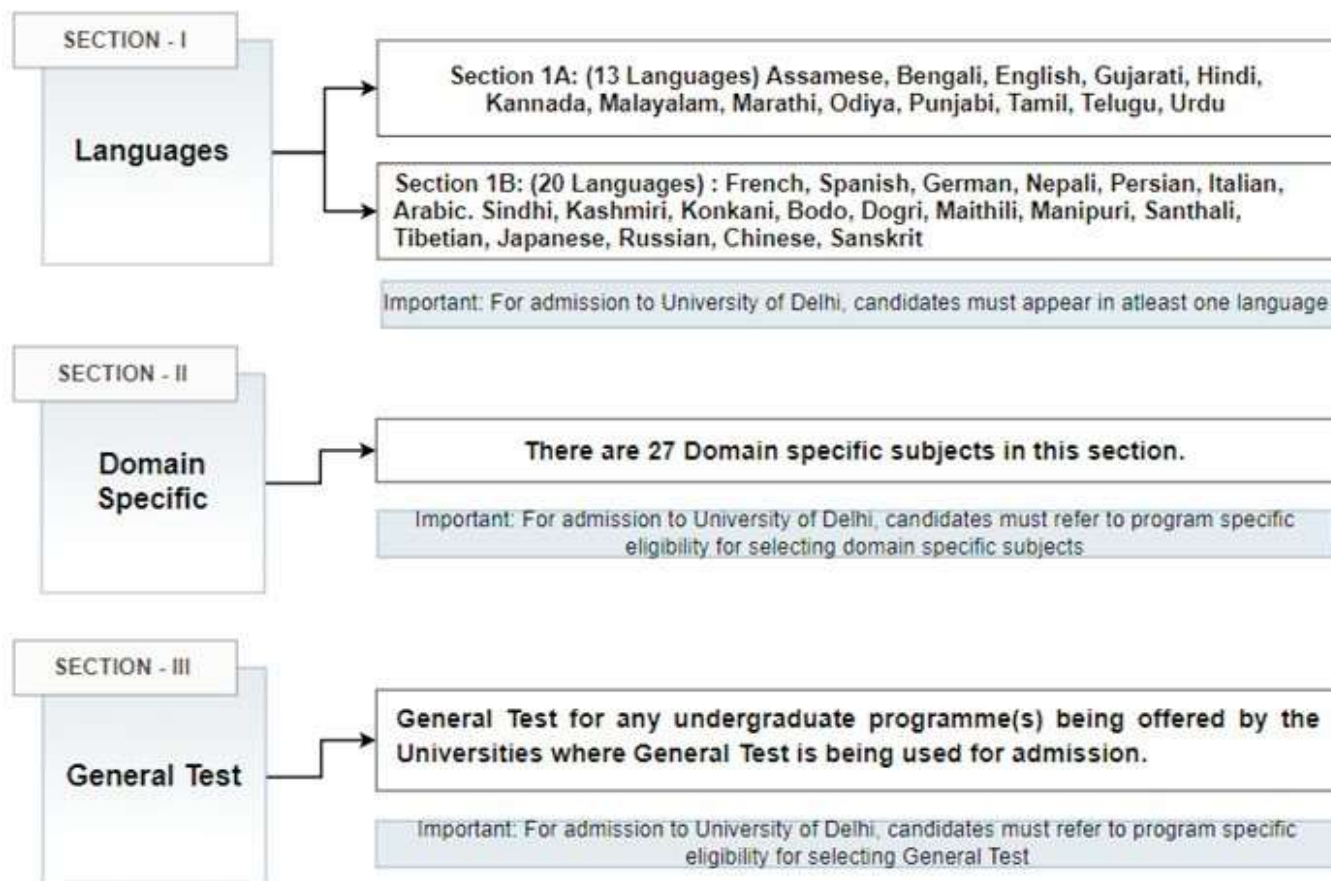 SECTION - I
Languages
Section 1A: (13 Languages) Assamese, Bengali, English, Gujarati, Hindi,
Kannada, Malayalam, Marathi, Odiya, Punjabi, Tamil, Telugu, Urdu
Section 1B: (20 Languages) : French, Spanish, German, Nepali, Persian, Italian,
Arabic. Sindhi, Kashmiri, Konkani, Bodo, Dogri, Maithili, Manipuri, Santhali,
Tibetian, Japanese, Russian, Chinese, Sanskrit
Important: For admission to University of Delhi, candidates must appear in atleast one language
SECTION - II
Domain
Specific
There are 27 Domain specific subjects in this section.
Important: For admission to University of Delhi, candidates must refer to program specific
eligibility for selecting domain specific subjects
SECTION - III
General Test
General Test for any undergraduate programme(s) being offered by the
Universities where General Test is being used for admission.
Important: For admission to University of Delhi, candidates must refer to program specific
eligibility for selecting General Test